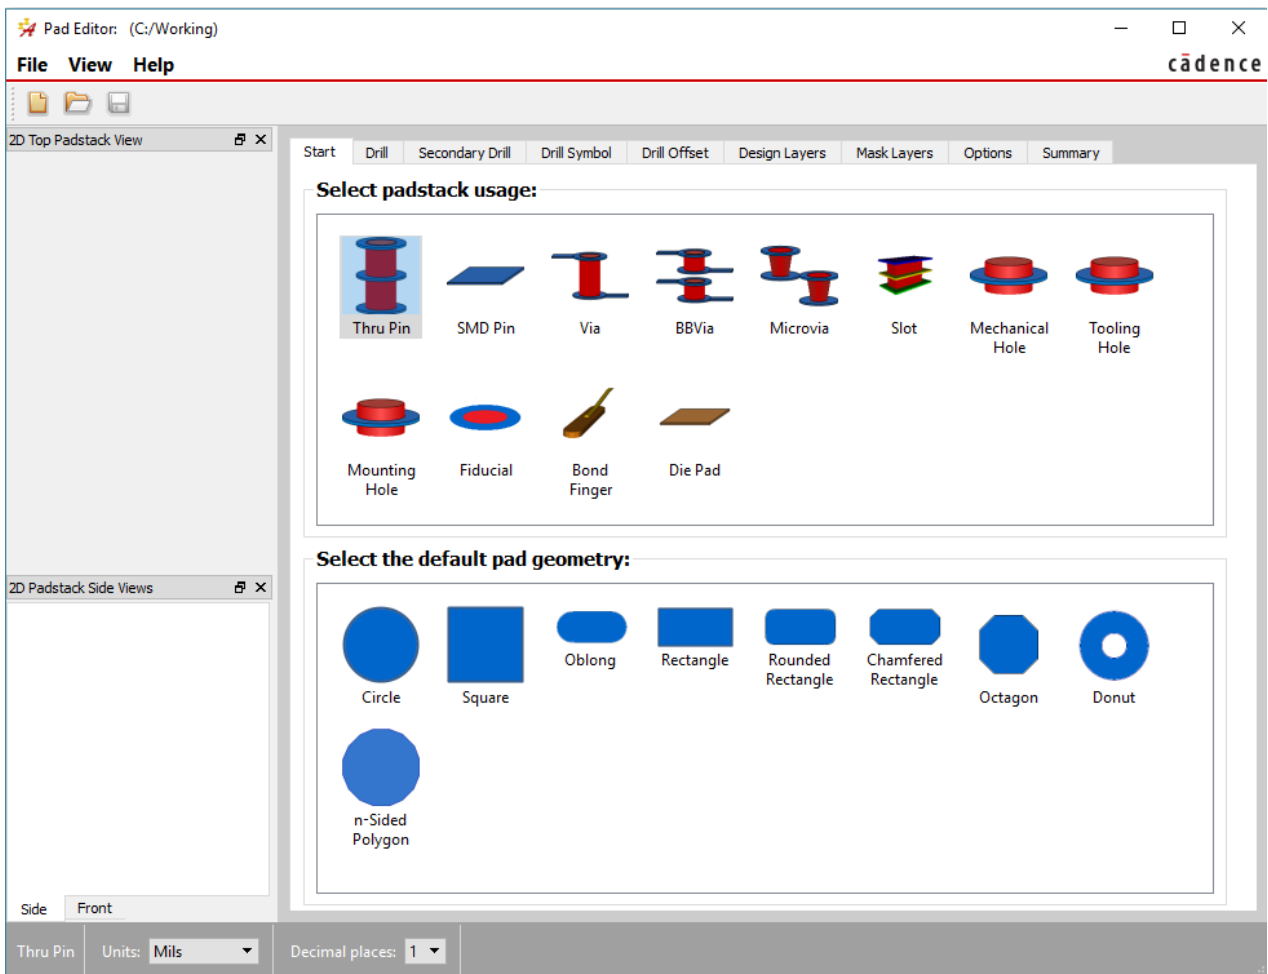 Pad Editor: (C:/Working)
File View Help
cādence
2D Top Padstack View
Start Drill Secondary Drill Drill Symbol Drill Offset Design Layers Mask Layers Options Summary
Select padstack usage:
Thru Pin SMD Pin Via BBVia Microvia Slot Mechanical Hole Tooling Hole
Mounting Hole Fiducial Bond Finger Die Pad
Select the default pad geometry:
2D Padstack Side Views
Circle Square Oblong Rectangle Rounded Rectangle Chamfered Rectangle Octagon Donut
n-Sided Polygon
Side Front
Thru Pin Units: Mils Decimal places: 1